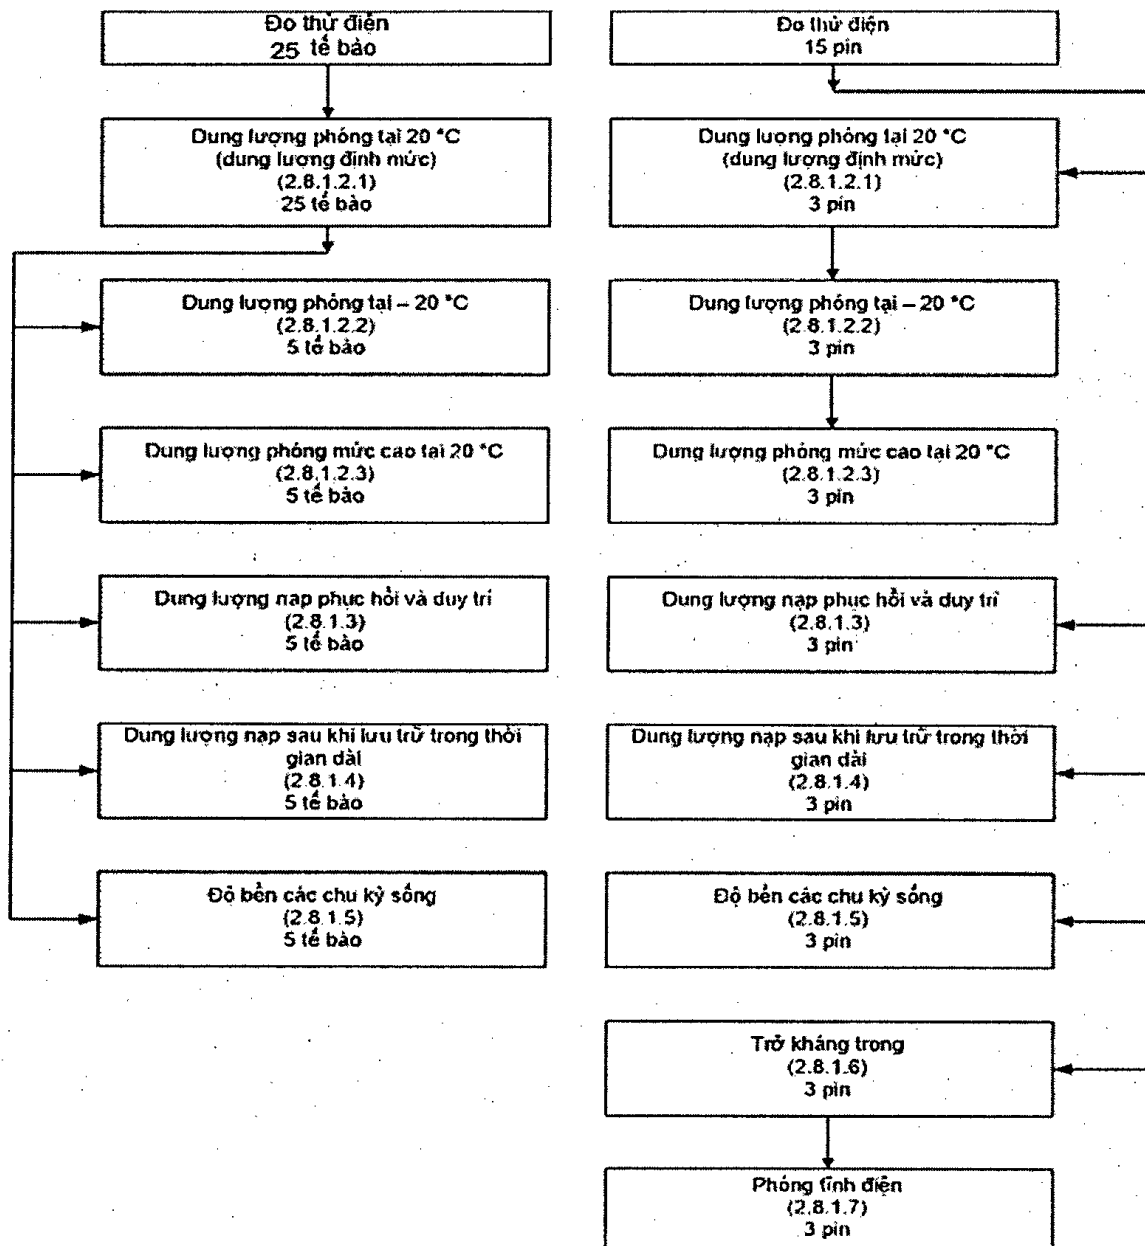 Đo thử điện
25 tế bào
Dung lượng phóng tại 20 °C
(dung lượng định mức)
(2.8.1.2.1)
25 tế bào
Dung lượng phóng tại – 20 °C
(2.8.1.2.2)
5 tế bào
Dung lượng phóng mức cao tại 20 °C
(2.8.1.2.3)
5 tế bào
Dung lượng nạp phục hồi và duy trì
(2.8.1.3)
5 tế bào
Dung lượng nạp sau khi lưu trữ trong thời
gian dài
(2.8.1.4)
5 tế bào
Độ bền các chu kỳ sống
(2.8.1.5)
5 tế bào
Đo thử điện
15 pin
Dung lượng phóng tại 20 °C
(dung lượng định mức)
(2.8.1.2.1)
3 pin
Dung lượng phóng tại – 20 °C
(2.8.1.2.2)
3 pin
Dung lượng phóng mức cao tại 20 °C
(2.8.1.2.3)
3 pin
Dung lượng nạp phục hồi và duy trì
(2.8.1.3)
3 pin
Dung lượng nạp sau khi lưu trữ trong thời
gian dài
(2.8.1.4)
3 pin
Độ bền các chu kỳ sống
(2.8.1.5)
3 pin
Trở kháng trong
(2.8.1.6)
3 pin
Phóng tĩnh điện
(2.8.1.7)
3 pin